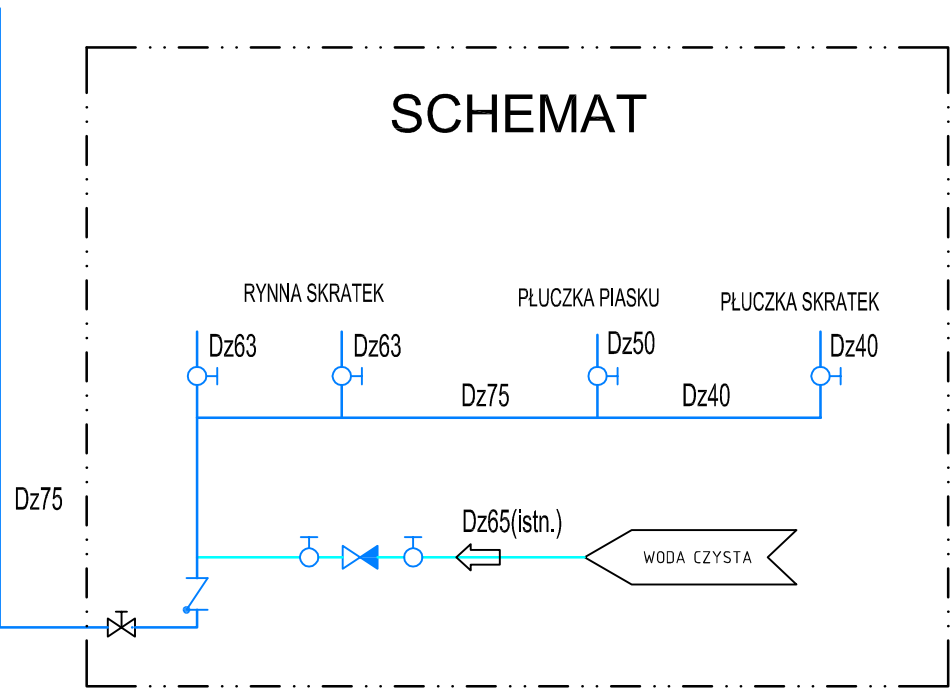 SCHEMAT
RYNNA SKRATEK
PŁUCZKA PIASKU
PŁUCZKA SKRATEK
Dz63
Dz63
Dz50
Dz40
Dz75
Dz40
Dz75
Dz65(istn.)
WODA CZYSTA